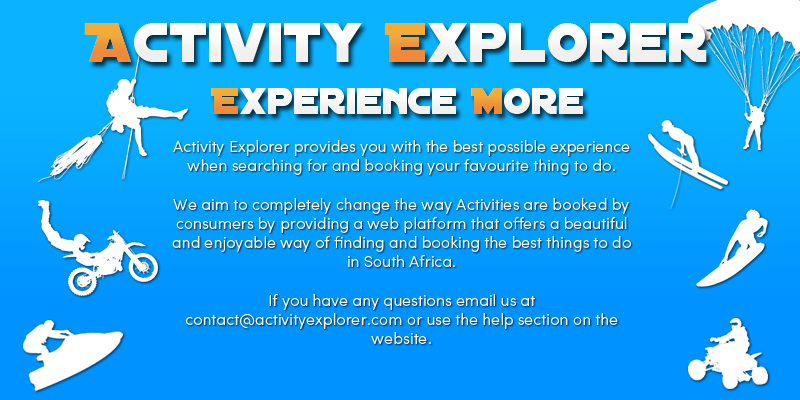 Activity Explorer
Experience More
Activity Explorer provides you with the best possible experience
when searching for and booking your favourite thing to do.
We aim to completely change the way Activities are booked by
consumers by providing a web platform that offers a beautiful
and enjoyable way of finding and booking the best things to do
in South Africa.
If you have any questions email us at
contact@activityexplorer.com or use the help section on the
website.